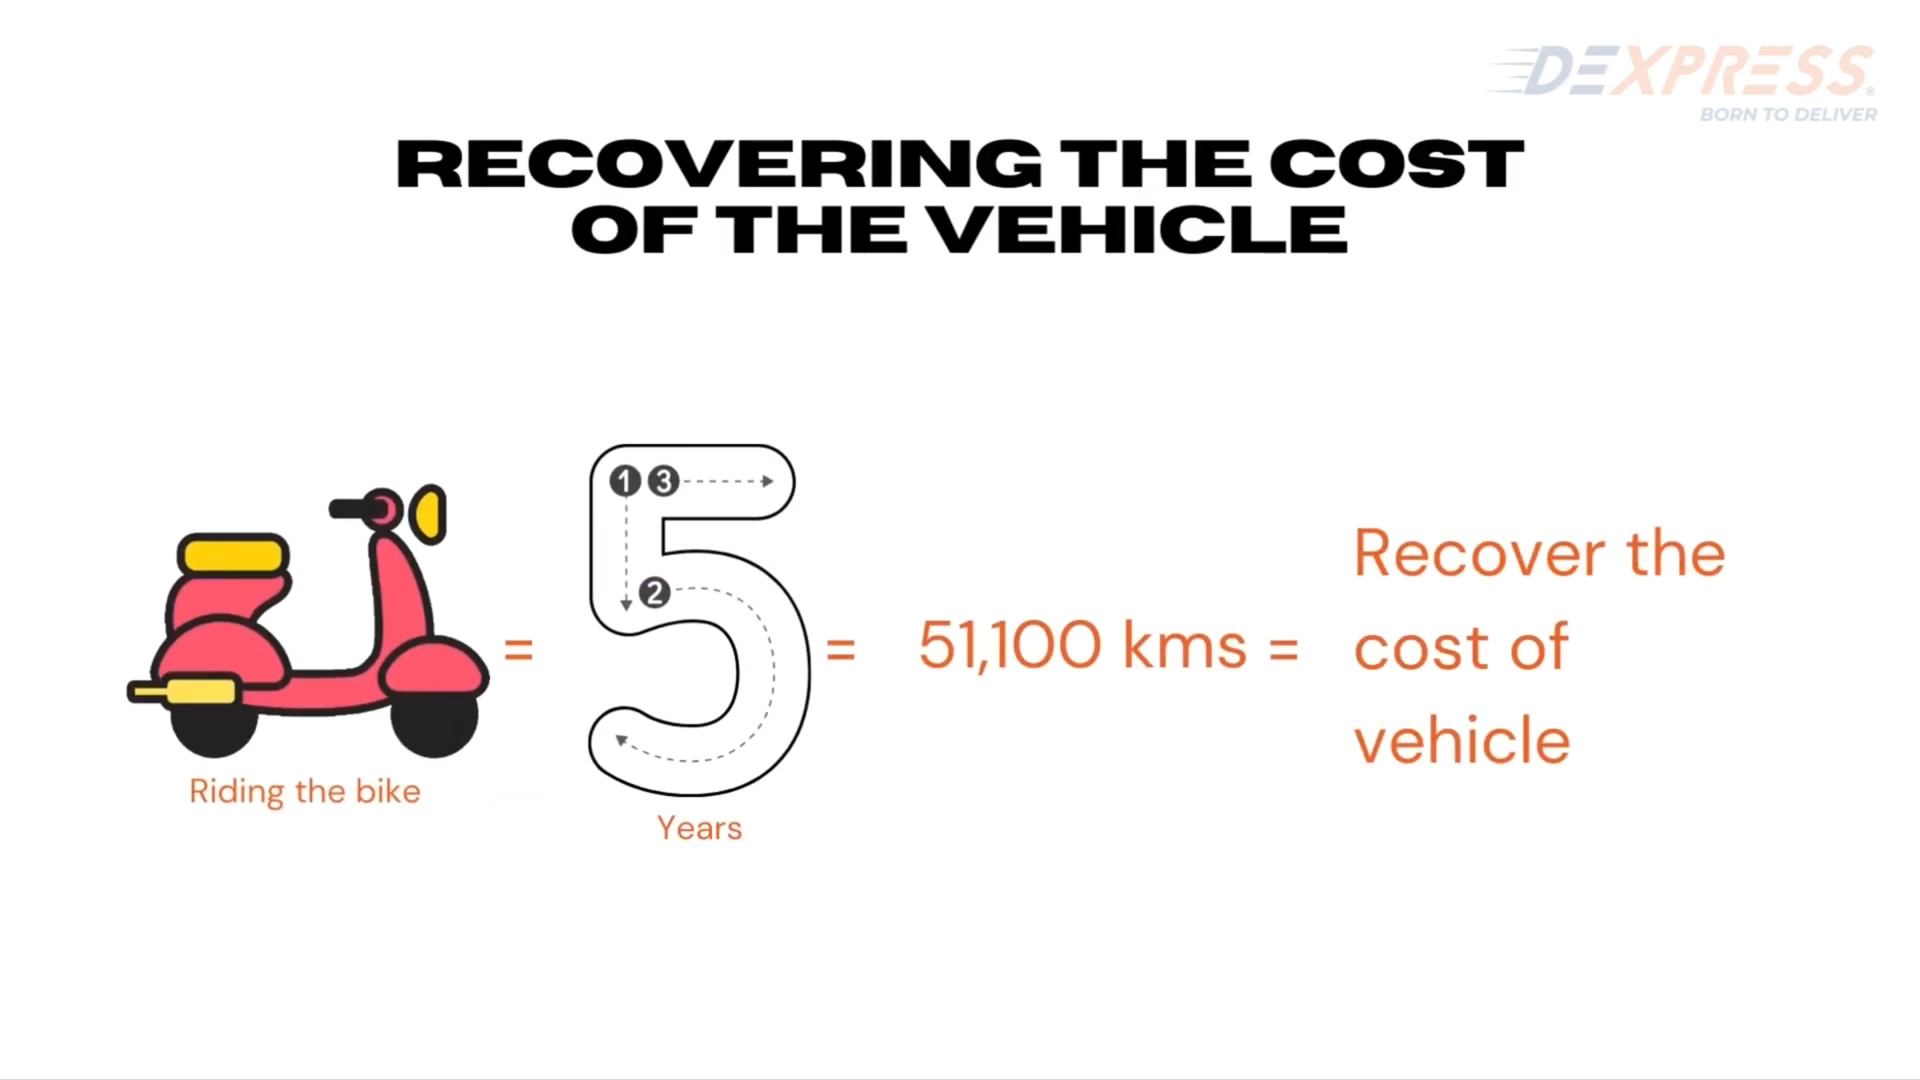 DEXPRESS®
BORN TO DELIVER
RECOVERING THE COST
OF THE VEHICLE
1 3
2
Riding the bike
=
Years
=
51,100 kms =
Recover the
cost of
vehicle